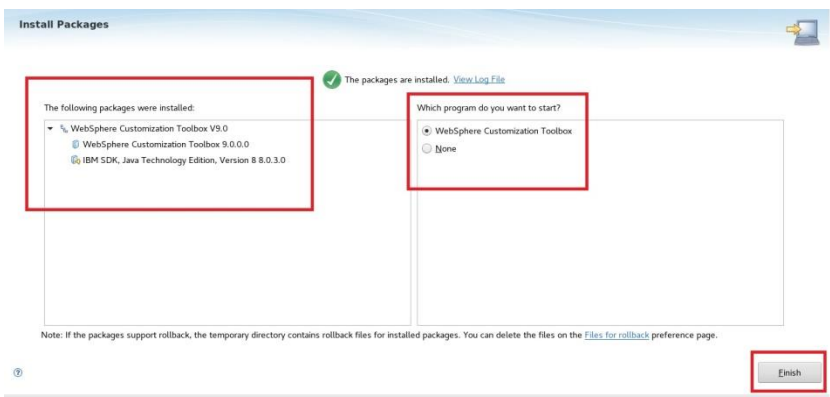 Install Packages
The packages are installed. View Log File
The following packages were installed:
WebSphere Customization Toolbox V9.0
WebSphere Customization Toolbox 9.0.0.0
IBM SDK, Java Technology Edition, Version 8 8.0.3.0
Which program do you want to start?
WebSphere Customization Toolbox
None
Note: If the packages support rollback, the temporary directory contains rollback files for installed packages. You can delete the files on the Files for rollback preference page.
?
Finish